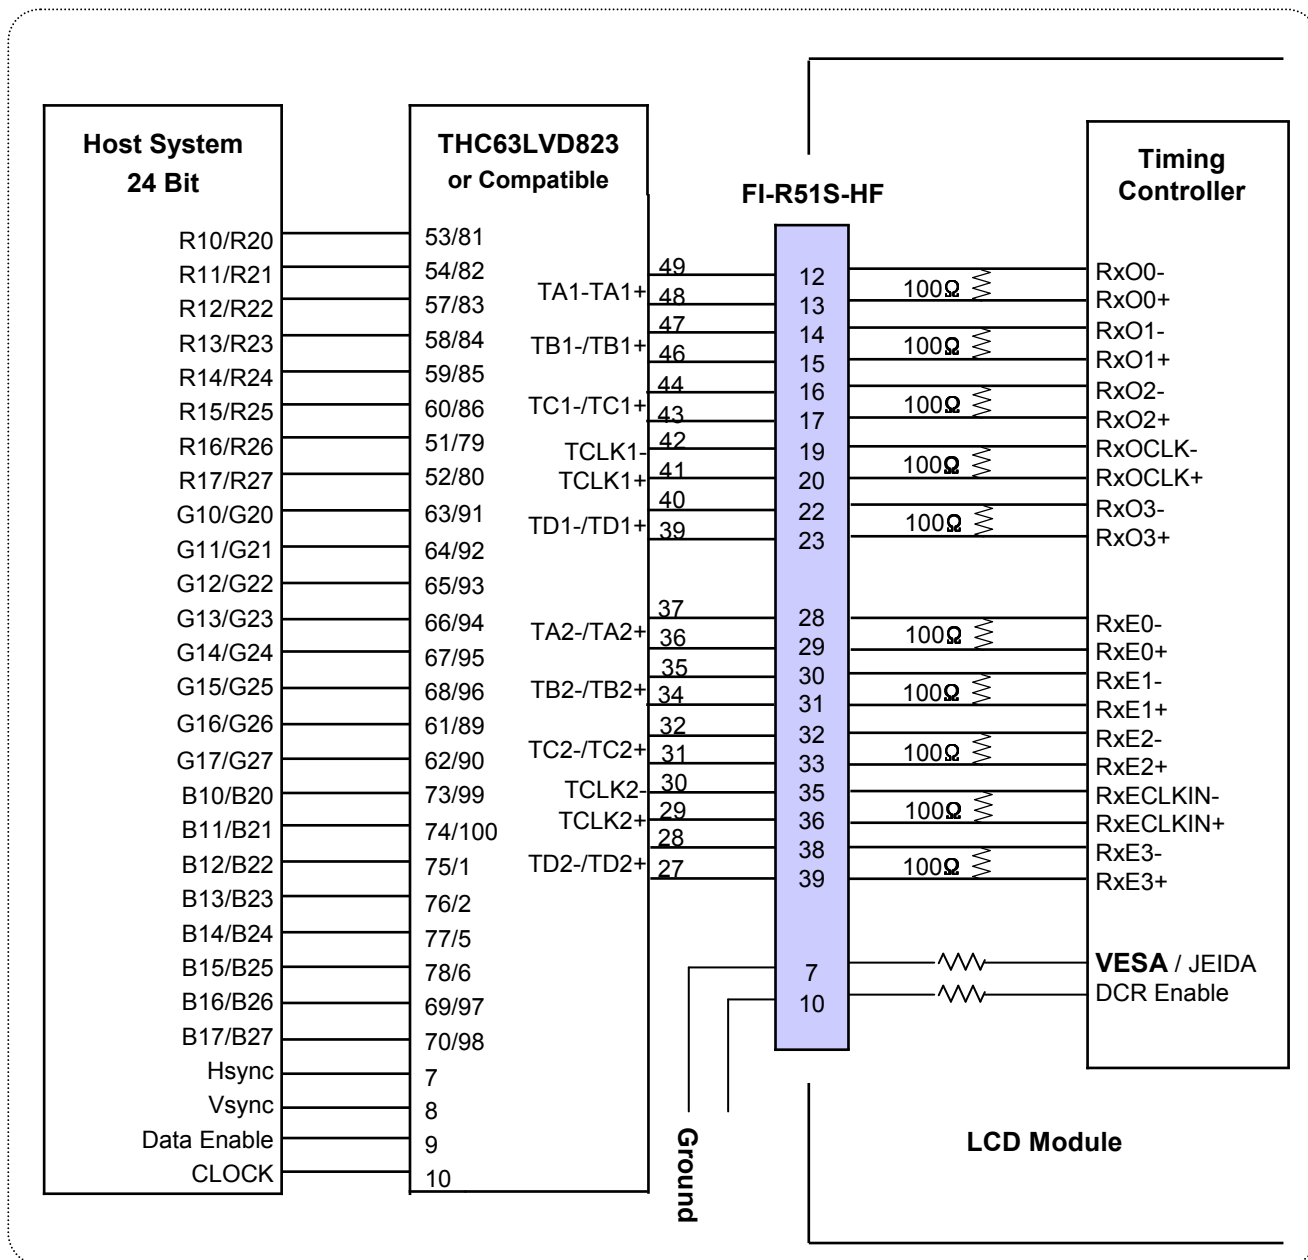 Host System
24 Bit
R10/R20
R11/R21
R12/R22
R13/R23
R14/R24
R15/R25
R16/R26
R17/R27
G10/G20
G11/G21
G12/G22
G13/G23
G14/G24
G15/G25
G16/G26
G17/G27
B10/B20
B11/B21
B12/B22
B13/B23
B14/B24
B15/B25
B16/B26
B17/B27
Hsync
Vsync
Data Enable
CLOCK
THC63LVD823
or Compatible
53/81
54/82
57/83
58/84
59/85
60/86
51/79
52/80
63/91
64/92
65/93
66/94
67/95
68/96
61/89
62/90
73/99
74/100
75/1
76/2
77/5
78/6
69/97
70/98
7
8
9
10
TA1-TA1+
TB1-/TB1+
TC1-/TC1+
TCLK1-
TCLK1+
TD1-/TD1+
TA2-/TA2+
TB2-/TB2+
TC2-/TC2+
TCLK2-
TCLK2+
TD2-/TD2+
49
48
47
46
44
43
42
41
40
39
37
36
35
34
32
31
30
29
28
27
Ground
FI-R51S-HF
12
13
14
15
16
17
19
20
22
23
28
29
30
31
32
33
35
36
38
39
7
10
100Ω
100Ω
100Ω
100Ω
100Ω
100Ω
100Ω
100Ω
100Ω
100Ω
Timing
Controller
RxO0-
RxO0+
RxO1-
RxO1+
RxO2-
RxO2+
RxOCLK-
RxOCLK+
RxO3-
RxO3+
RxE0-
RxE0+
RxE1-
RxE1+
RxE2-
RxE2+
RxECLKIN-
RxECLKIN+
RxE3-
RxE3+
VESA / JEIDA
DCR Enable
LCD Module